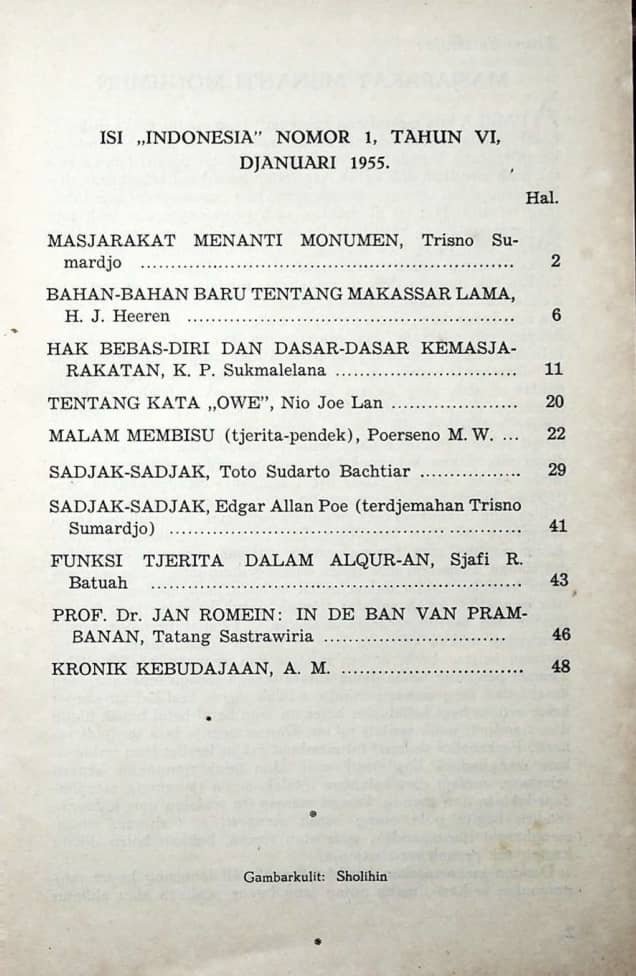 ISI „INDONESIA” NOMOR 1, TAHUN VI,
DJANUARI 1955.
Hal.
MASJARAKAT MENANTI MONUMEN, Trisno Su-
mardjo ........................................................... 2
BAHAN-BAHAN BARU TENTANG MAKASSAR LAMA,
H. J. Heeren .................................................... 6
HAK BEBAS-DIRI DAN DASAR-DASAR KEMASJA-
RAKATAN, K. P. Sukmalelana ............................. 11
TENTANG KATA „OWE”, Nio Joe Lan ..................... 20
MALAM MEMBISU (tjerita-pendek), Poerseno M. W. ... 22
SADJAK-SADJAK, Toto Sudarto Bachtiar ................ 29
SADJAK-SADJAK, Edgar Allan Poe (terdjemahan Trisno
Sumardjo) ........................................................ 41
FUNKSI TJERITA DALAM ALQUR-AN, Sjafi R.
Batuah ........................................................... 43
PROF. Dr. JAN ROMEIN: IN DE BAN VAN PRAM-
BANAN, Tatang Sastrawiria ............................. 46
KRONIK KEBUDAJAAN, A. M. ............................. 48
Gambarkulit: Sholihin